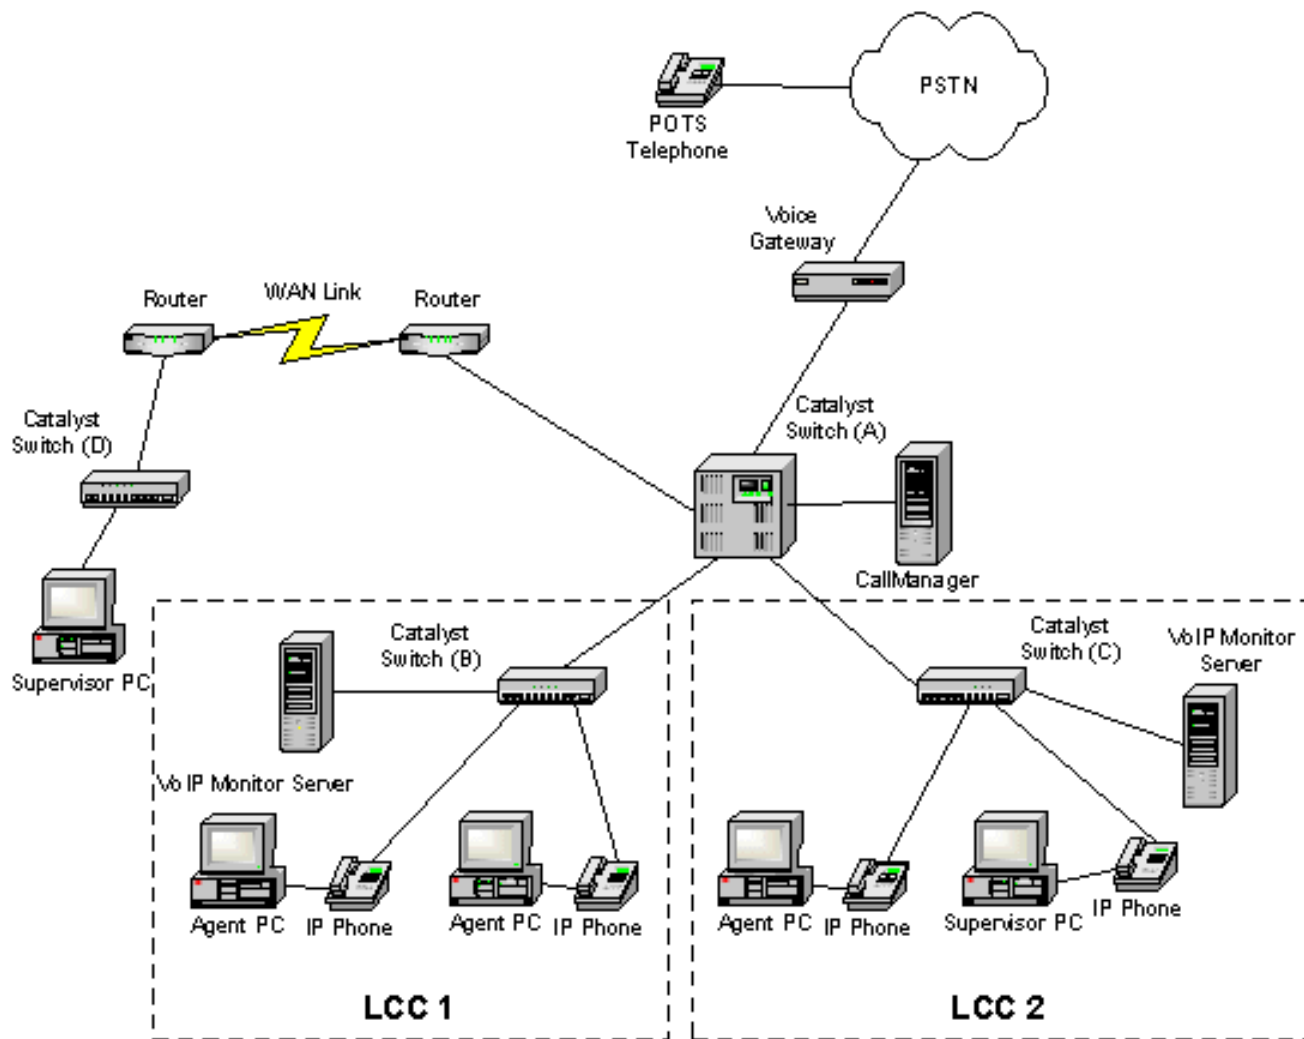 PSTN
POTS
Telephone
Voice
Gateway
Router
WAN Link
Router
Catalyst
Switch (D)
Catalyst
Switch (A)
CallManager
Supervisor PC
Catalyst
Switch (B)
VoIP Monitor Server
Agent PC
IP Phone
Agent PC
IP Phone
LCC 1
Catalyst
Switch (C)
VoIP Monitor
Server
Agent PC
IP Phone
Supervisor PC
IP Phone
LCC 2